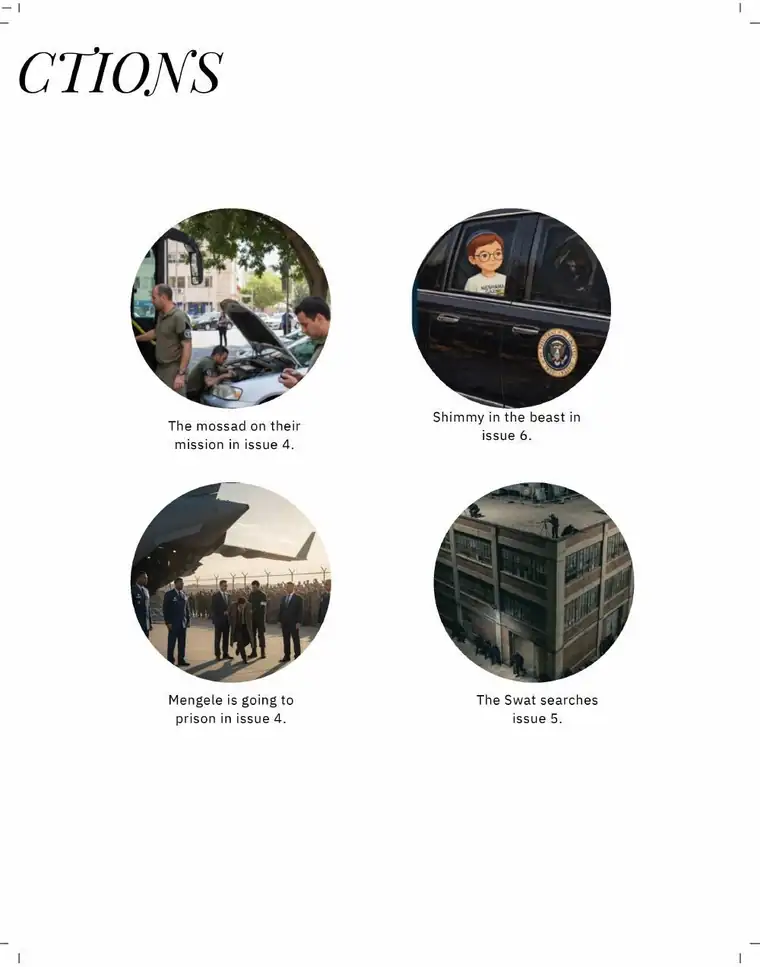 CTIONS
The mossad on their
mission in issue 4.
Shimmy in the beast in
issue 6.
Mengele is going to
prison in issue 4.
The Swat searches
issue 5.